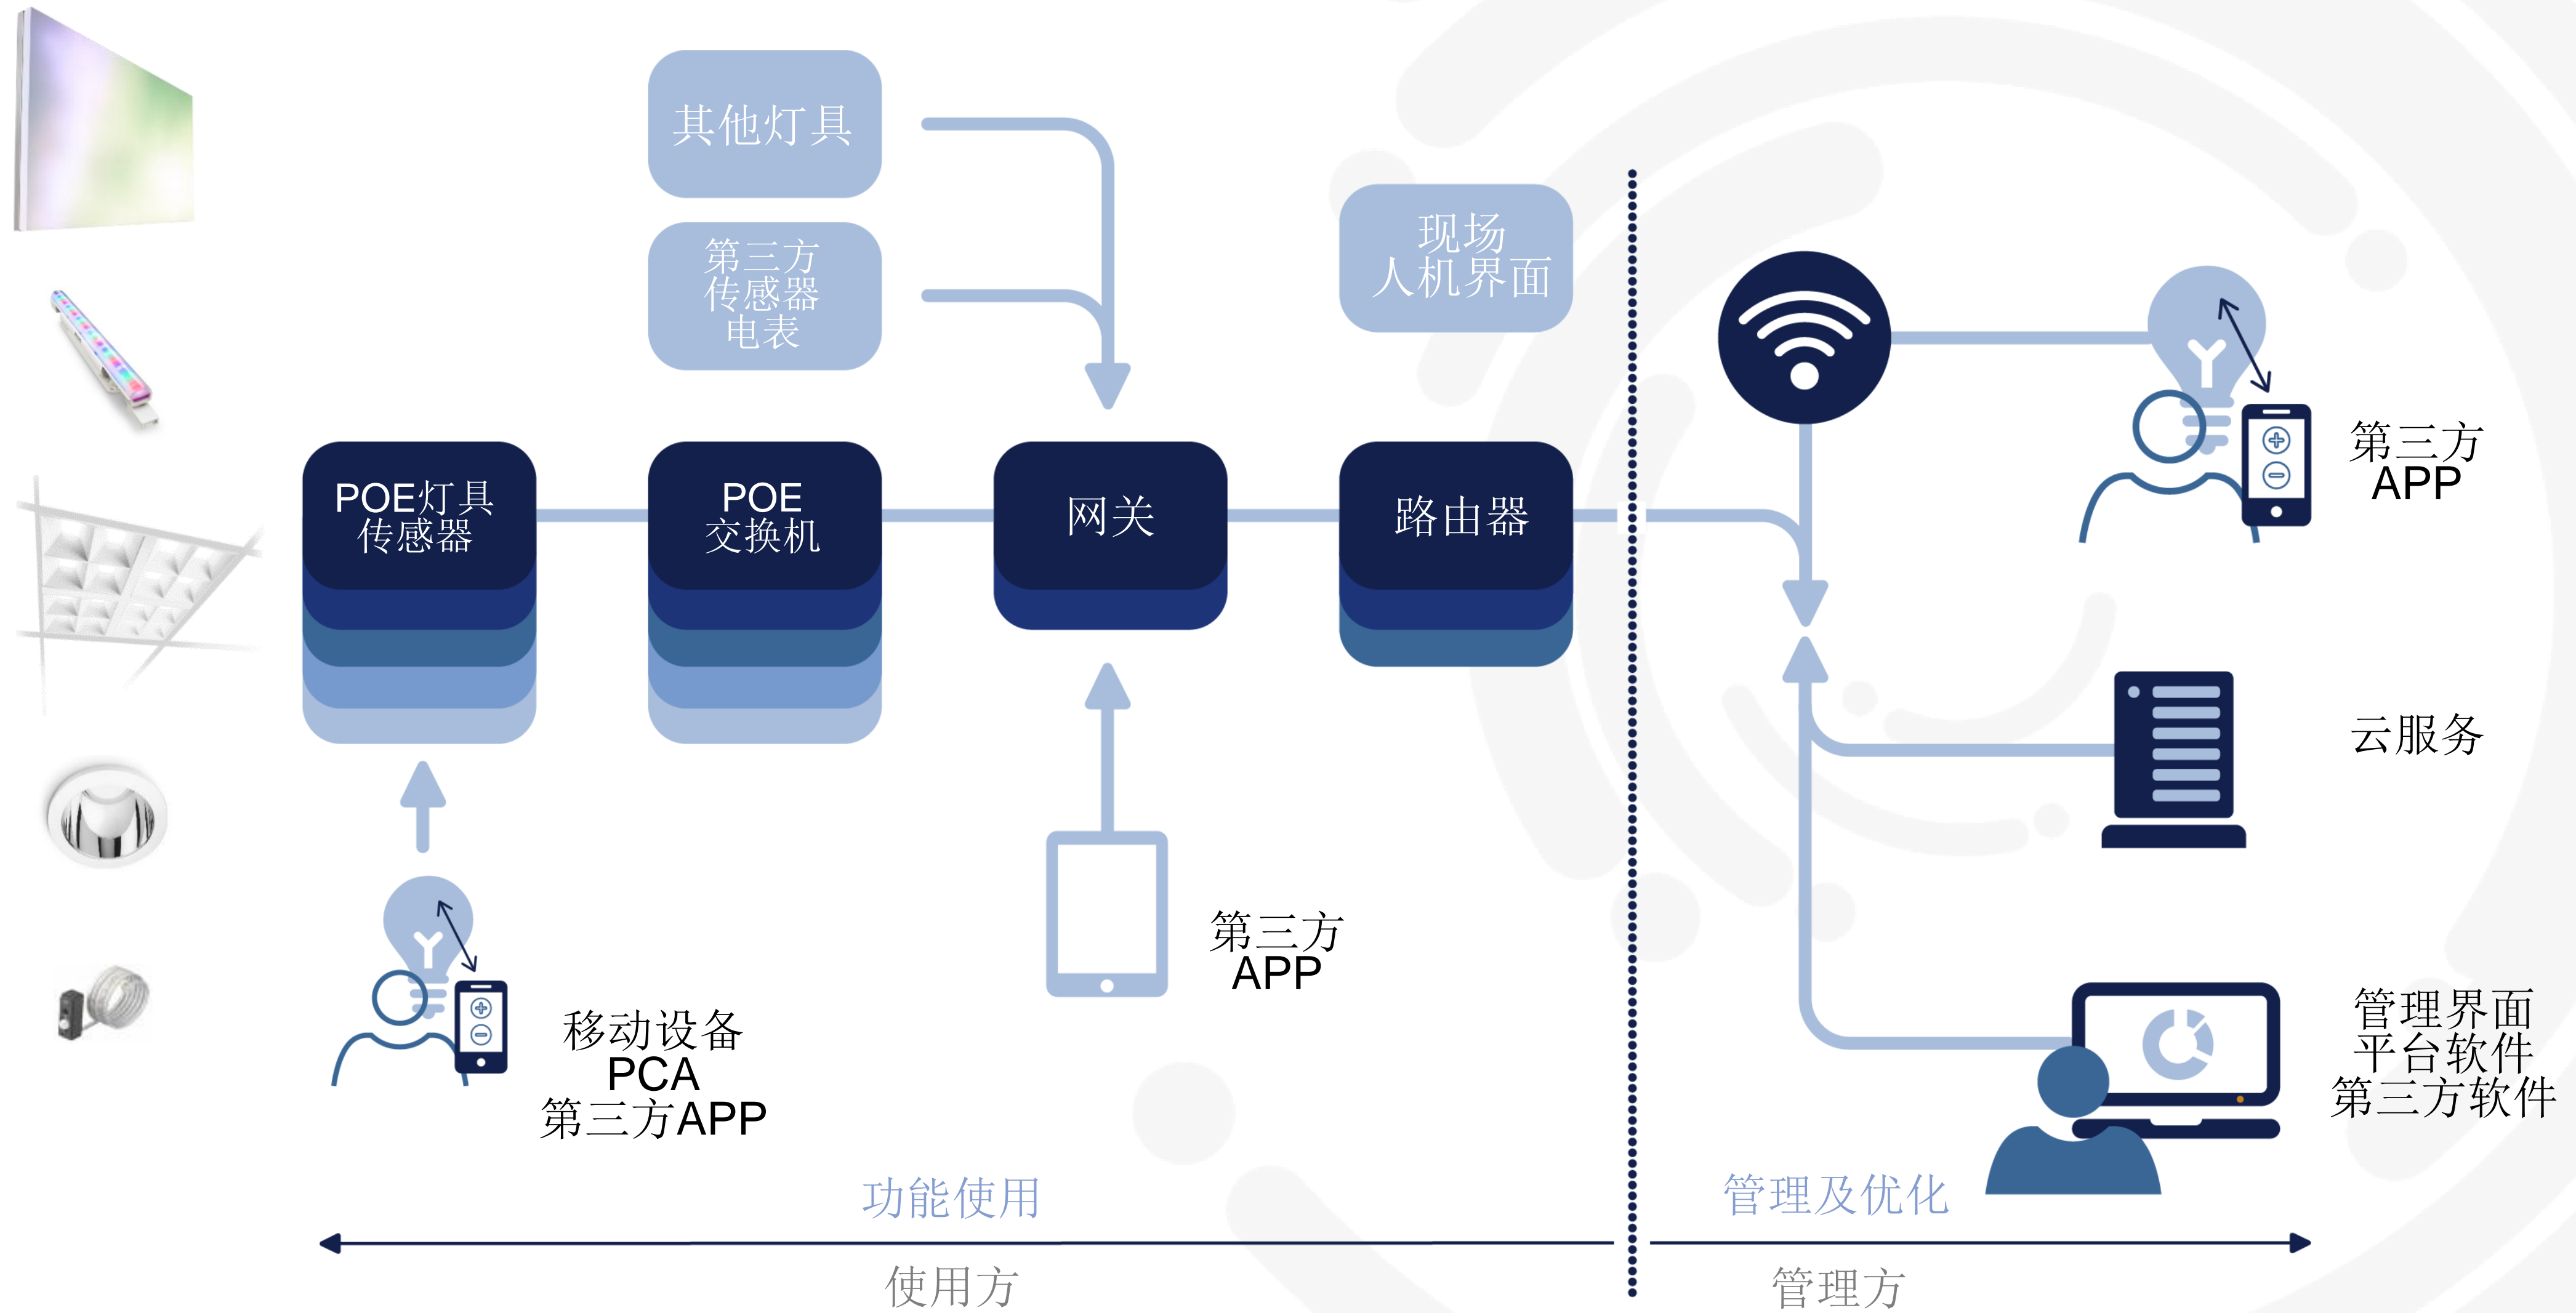 其他灯具
第三方
传感器
电表
现场
人机界面
POE灯具
传感器
POE
交换机
网关
路由器
第三方
APP
云服务
第三方
APP
移动设备
PCA
第三方APP
管理界面
平台软件
第三方软件
功能使用
管理及优化
使用方
管理方